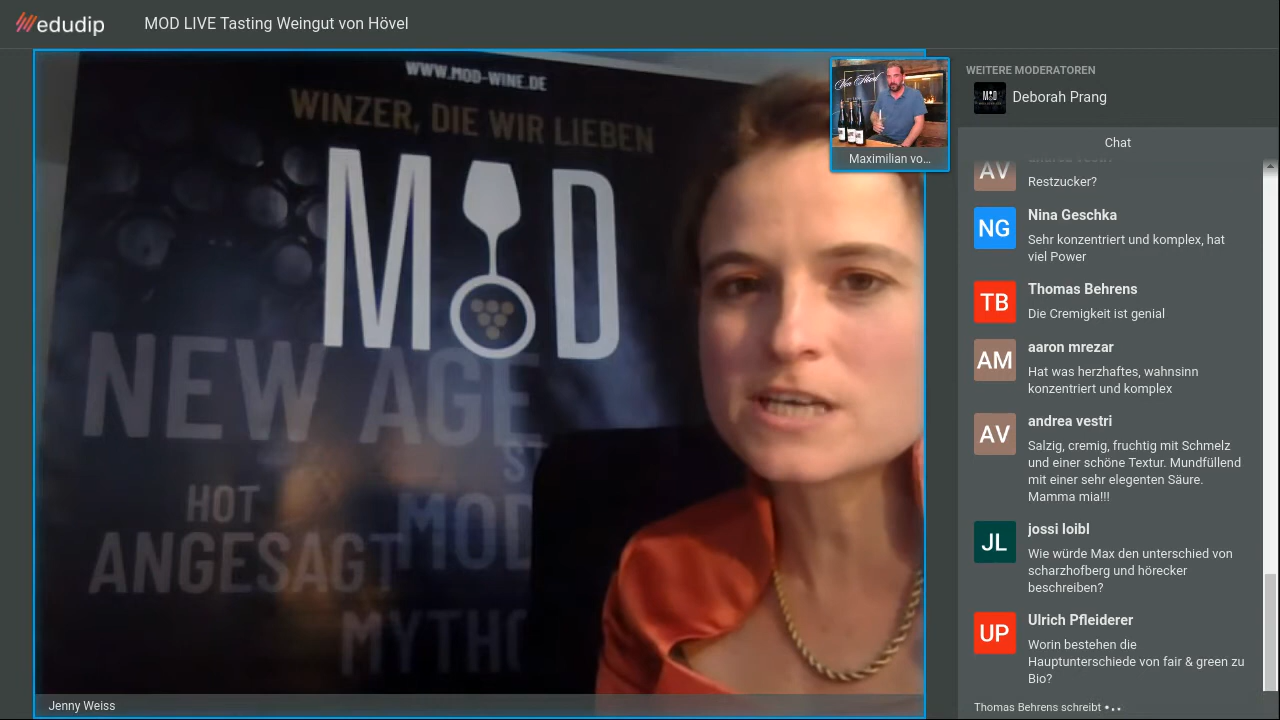 edudip
MOD LIVE Tasting Weingut von Hövel
WWW.MOD-WINE.DE
WINZER, DIE WIR LIEBEN
MOD
NEW AGE
HOT
MOD
ANGESAGT
Jenny Weiss
von Hövel
Maximilian vo...
WEITERE MODERATOREN
MOD
Deborah Prang
Chat
AV
Restzucker?
NG
Nina Geschka
Sehr konzentriert und komplex, hat
viel Power
TB
Thomas Behrens
Die Cremigkeit ist genial
AM
aaron mrezar
Hat was herzhaftes, wahnsinn
konzentriert und komplex
AV
andrea vestri
Salzig, cremig, fruchtig mit Schmelz
und einer schöne Textur. Mundfüllend
mit einer sehr elegenten Säure.
Mamma mia!!!
JL
jossi loibl
Wie würde Max den unterschied von
scharzhofberg und hörecker
beschreiben?
UP
Ulrich Pfleiderer
Worin bestehen die
Hauptunterschiede von fair & green zu
Bio?
Thomas Behrens schreibt